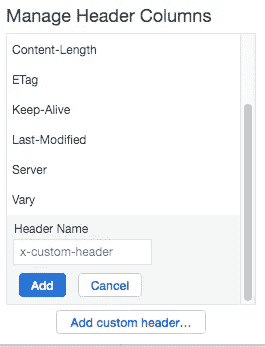 Manage Header Columns
Content-Length
ETag
Keep-Alive
Last-Modified
Server
Vary
Header Name
x-custom-header
Add Cancel
Add custom header...